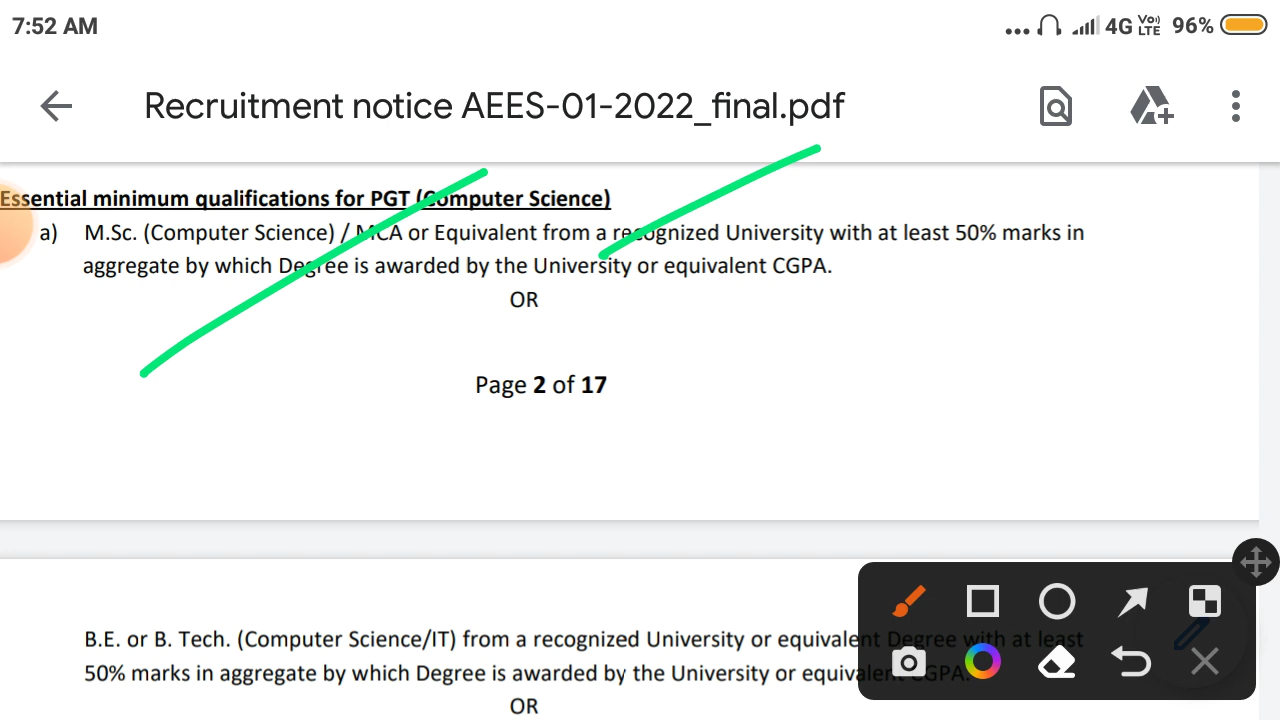 7:52 AM
4G Vo) LTE 96%
Recruitment notice AEES-01-2022_final.pdf
Essential minimum qualifications for PGT (Computer Science)
a) M.Sc. (Computer Science) / MCA or Equivalent from a recognized University with at least 50% marks in
aggregate by which Degree is awarded by the University or equivalent CGPA.
OR
Page 2 of 17
B.E. or B. Tech. (Computer Science/IT) from a recognized University or equivalent Degree with at least
50% marks in aggregate by which Degree is awarded by the University or equivalent CGPA.
OR